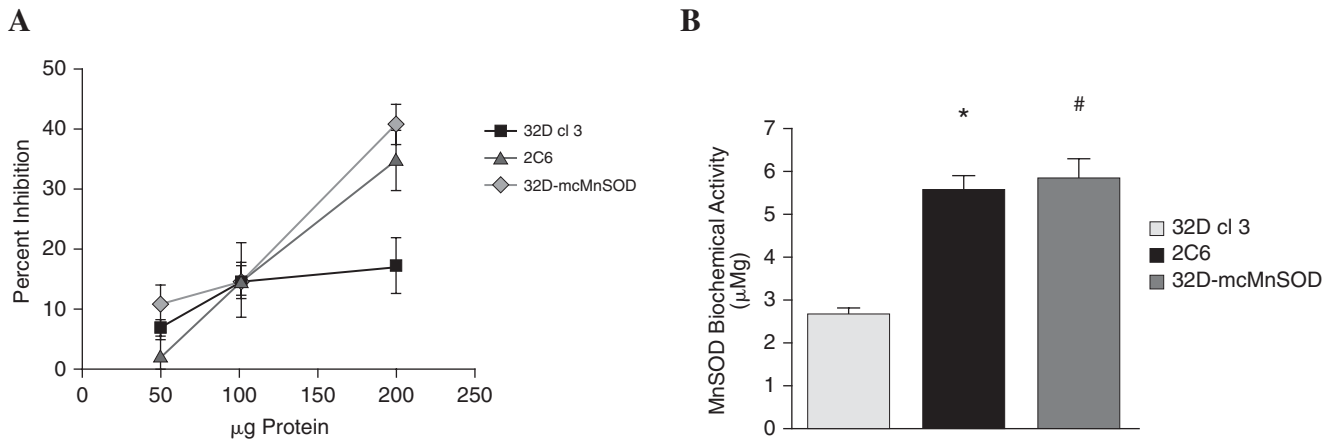 A
50
40
30
20
10
0
Percent Inhibition
0 50 100 150 200 250
μg Protein
32D cl 3
2C6
32D-mcMnSOD
B
*
#
7
6
5
4
3
2
1
0
MnSOD Biochemical Activity
(μMg)
32D cl 3
2C6
32D-mcMnSOD